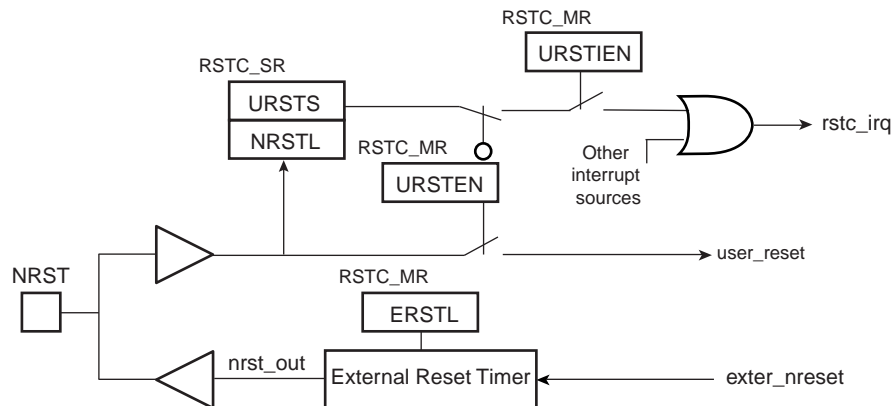 RSTC_MR
URSTIEN
RSTC_SR
URSTS
NRSTL
rstc_irq
RSTC_MR
URSTEN
Other
interrupt
sources
NRST
user_reset
RSTC_MR
ERSTL
nrst_out
External Reset Timer
exter_nreset